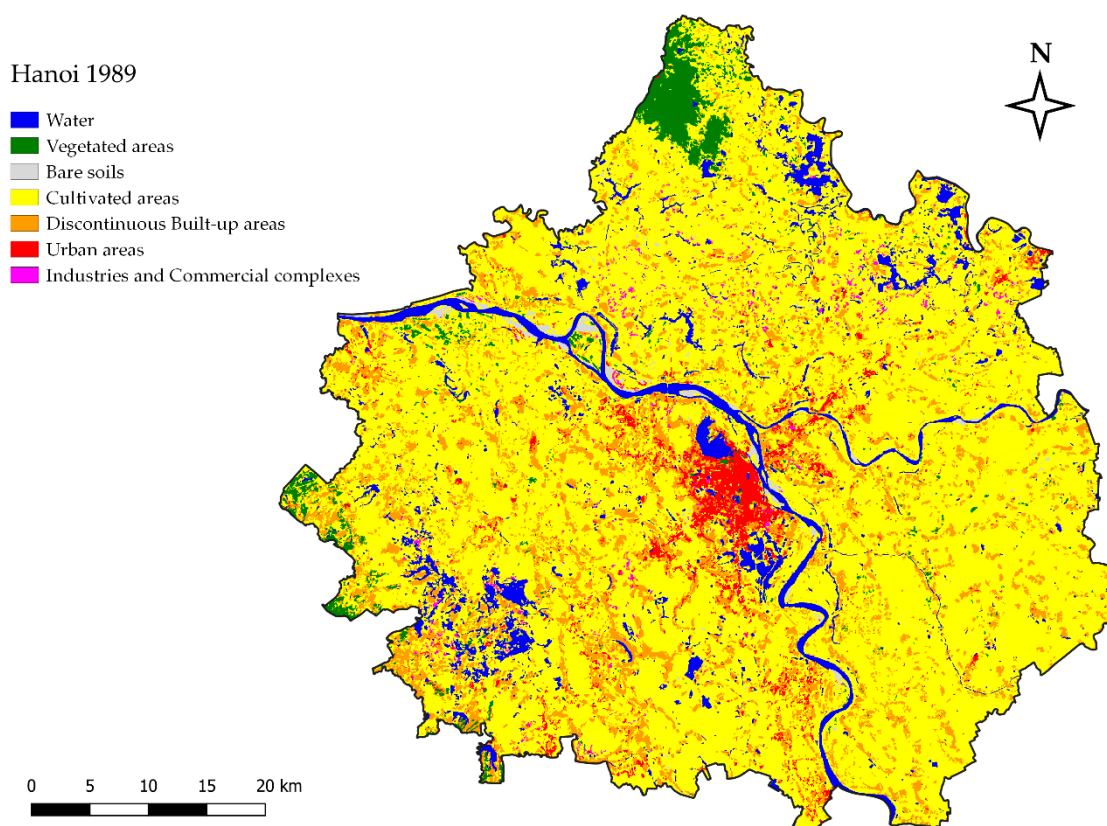 Hanoi 1989
Water
Vegetated areas
Bare soils
Cultivated areas
Discontinuous Built-up areas
Urban areas
Industries and Commercial complexes
N
0 5 10 15 20 km